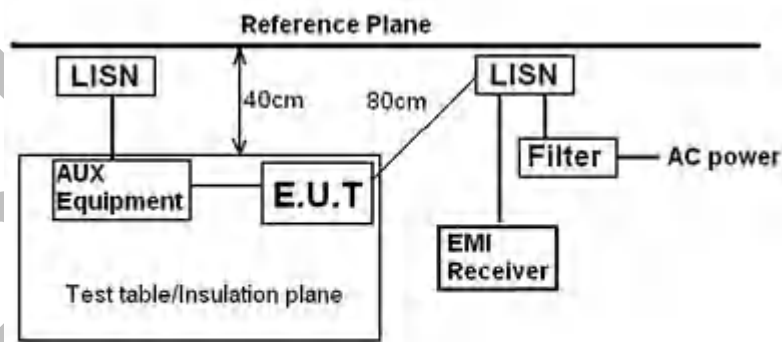 Reference Plane
LISN
40cm
80cm
LISN
AUX
Equipment
E.U.T
Filter
AC power
EMI
Receiver
Test table/Insulation plane